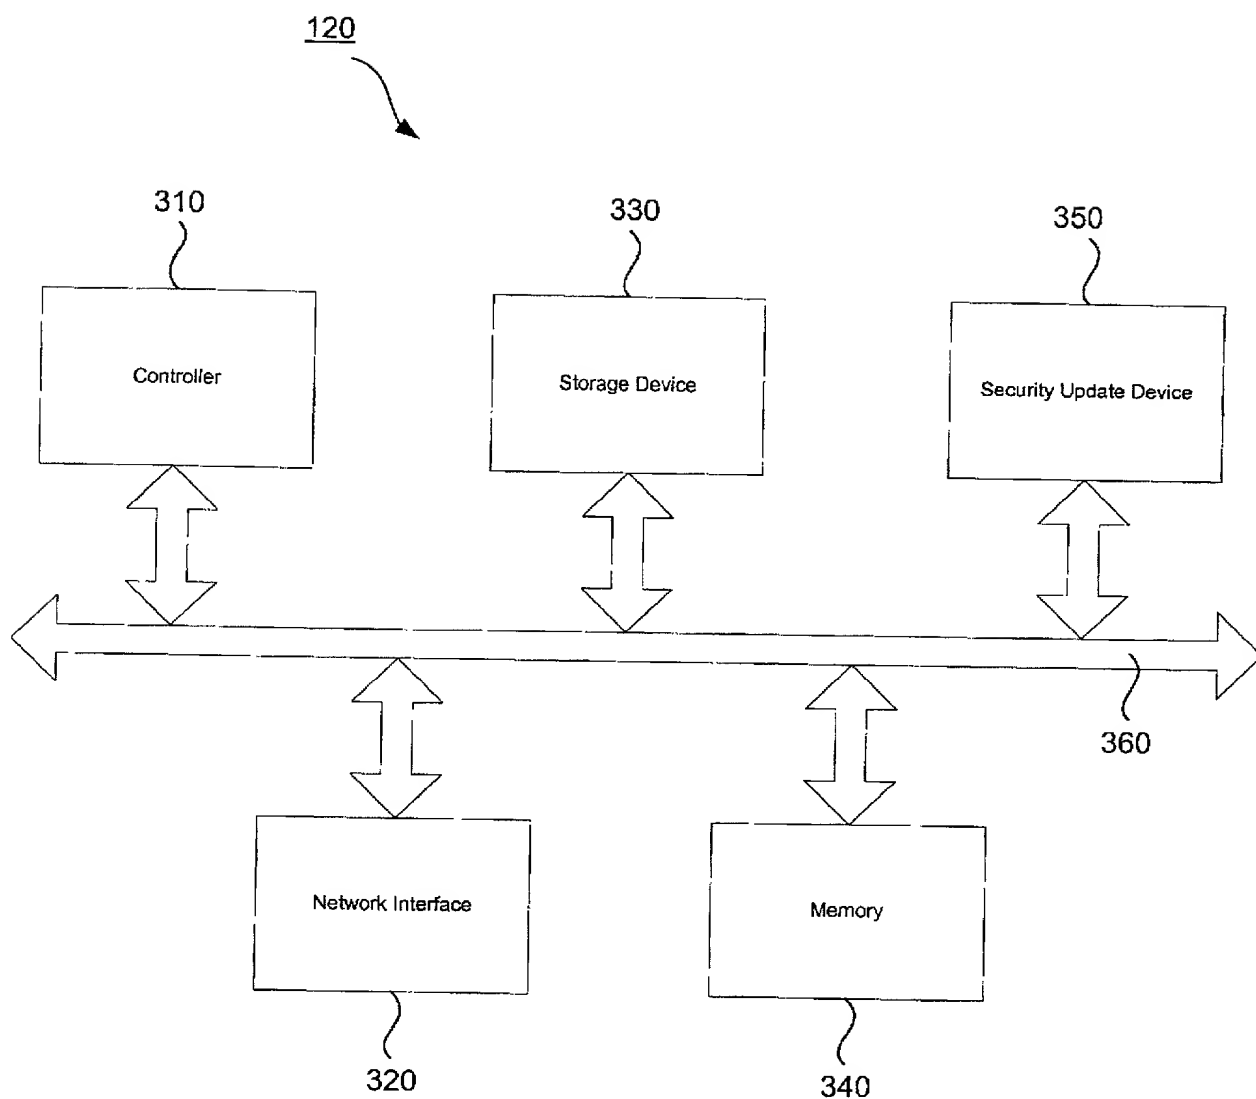 120
310
330
350
Controller
Storage Device
Security Update Device
360
Network Interface
Memory
320
340